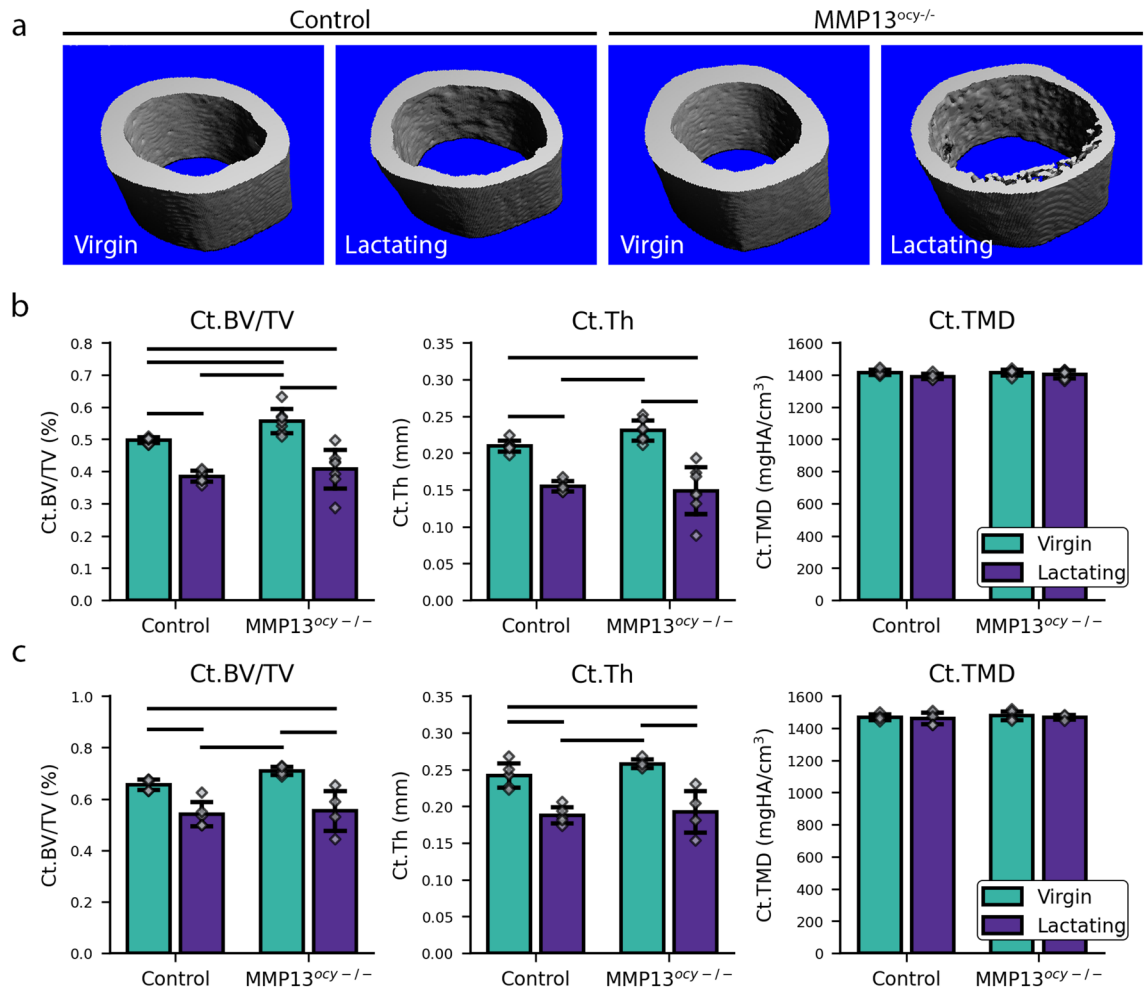 a
Control
MMP13ocy-/-
Virgin
Lactating
Virgin
Lactating
b
Ct.BV/TV
Ct.BV/TV (%)
0.8
0.7
0.6
0.5
0.4
0.3
0.2
0.1
0.0
Control
MMP13ocy−/−
Ct.Th
Ct.Th (mm)
0.35
0.30
0.25
0.20
0.15
0.10
0.05
0.00
Control
MMP13ocy−/−
Ct.TMD
Ct.TMD (mgHA/cm3)
1600
1400
1200
1000
800
600
400
200
0
Virgin
Lactating
Control
MMP13ocy−/−
c
Ct.BV/TV
Ct.BV/TV (%)
1.0
0.8
0.6
0.4
0.2
0.0
Control
MMP13ocy−/−
Ct.Th
Ct.Th (mm)
0.35
0.30
0.25
0.20
0.15
0.10
0.05
0.00
Control
MMP13ocy−/−
Ct.TMD
Ct.TMD (mgHA/cm3)
1600
1400
1200
1000
800
600
400
200
0
Virgin
Lactating
Control
MMP13ocy−/−